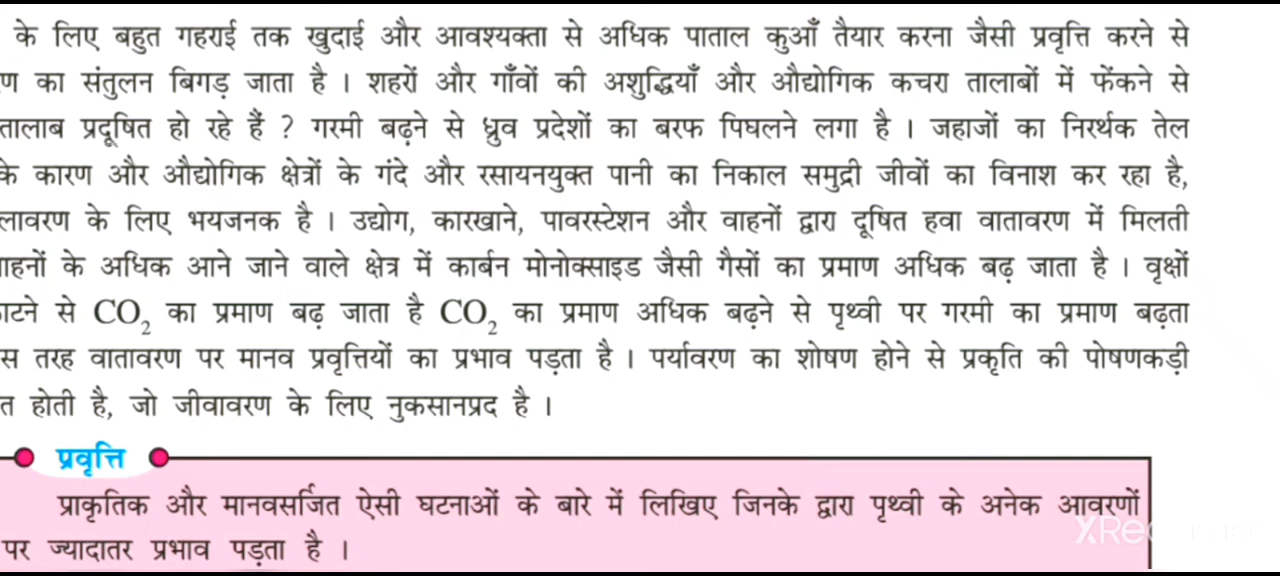 के लिए बहुत गहराई तक खुदाई और आवश्यक्ता से अधिक पाताल कुआँ तैयार करना जैसी प्रवृत्ति करने से
ण का संतुलन बिगड़ जाता है । शहरों और गाँवों की अशुद्धियाँ और औद्योगिक कचरा तालाबों में फेंकने से
तालाब प्रदूषित हो रहे हैं ? गरमी बढ़ने से ध्रुव प्रदेशों का बरफ पिघलने लगा है । जहाजों का निरर्थक तेल
के कारण और औद्योगिक क्षेत्रों के गंदे और रसायनयुक्त पानी का निकाल समुद्री जीवों का विनाश कर रहा है,
लावरण के लिए भयजनक है । उद्योग, कारखाने, पावरस्टेशन और वाहनों द्वारा दूषित हवा वातावरण में मिलती
ाहनों के अधिक आने जाने वाले क्षेत्र में कार्बन मोनोक्साइड जैसी गैसों का प्रमाण अधिक बढ़ जाता है । वृक्षों
ाटने से CO₂ का प्रमाण बढ़ जाता है CO₂ का प्रमाण अधिक बढ़ने से पृथ्वी पर गरमी का प्रमाण बढ़ता
स तरह वातावरण पर मानव प्रवृत्तियों का प्रभाव पड़ता है । पर्यावरण का शोषण होने से प्रकृति की पोषणकड़ी
त होती है, जो जीवावरण के लिए नुकसानप्रद है ।
प्रवृत्ति
प्राकृतिक और मानवसर्जित ऐसी घटनाओं के बारे में लिखिए जिनके द्वारा पृथ्वी के अनेक आवरणों
पर ज्यादातर प्रभाव पड़ता है ।